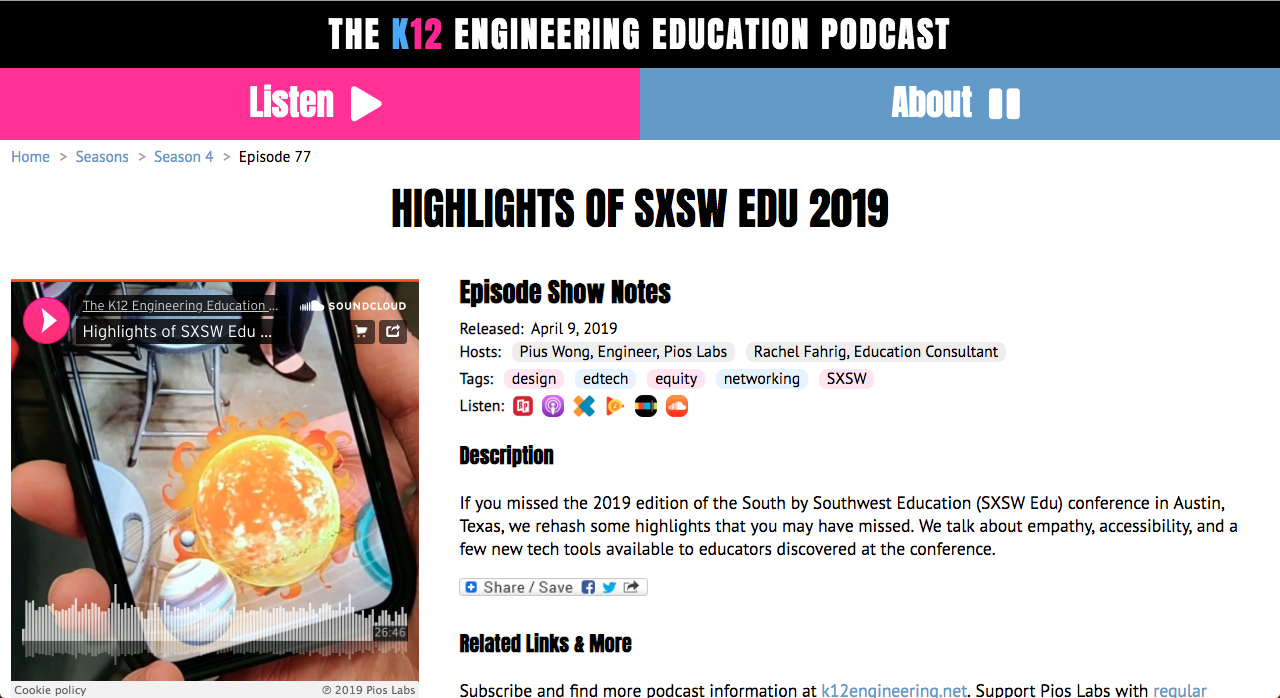 THE K12 ENGINEERING EDUCATION PODCAST
Listen
About
Home > Seasons > Season 4 > Episode 77
HIGHLIGHTS OF SXSW EDU 2019
The K12 Engineering Education ...
SOUNDCLOUD
Highlights of SXSW Edu ...
26:46
Cookie policy
℗ 2019 Pios Labs
Episode Show Notes
Released: April 9, 2019
Hosts: Pius Wong, Engineer, Pios Labs Rachel Fahrig, Education Consultant
Tags: design edtech equity networking SXSW
Listen:
Description
If you missed the 2019 edition of the South by Southwest Education (SXSW Edu) conference in Austin,
Texas, we rehash some highlights that you may have missed. We talk about empathy, accessibility, and a
few new tech tools available to educators discovered at the conference.
Share / Save
Related Links & More
Subscribe and find more podcast information at k12engineering.net. Support Pios Labs with regular